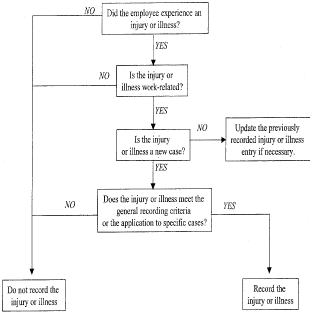 Did the employee experience an
injury or illness?
NO
YES
Is the injury or
illness work-related?
NO
YES
Is the injury
or illness a new case?
NO
Update the previously
recorded injury or illness
entry if necessary.
YES
Does the injury or illness meet the
general recording criteria
or the application to specific cases?
NO
YES
Do not record the
injury or illness
Record the
injury or illness